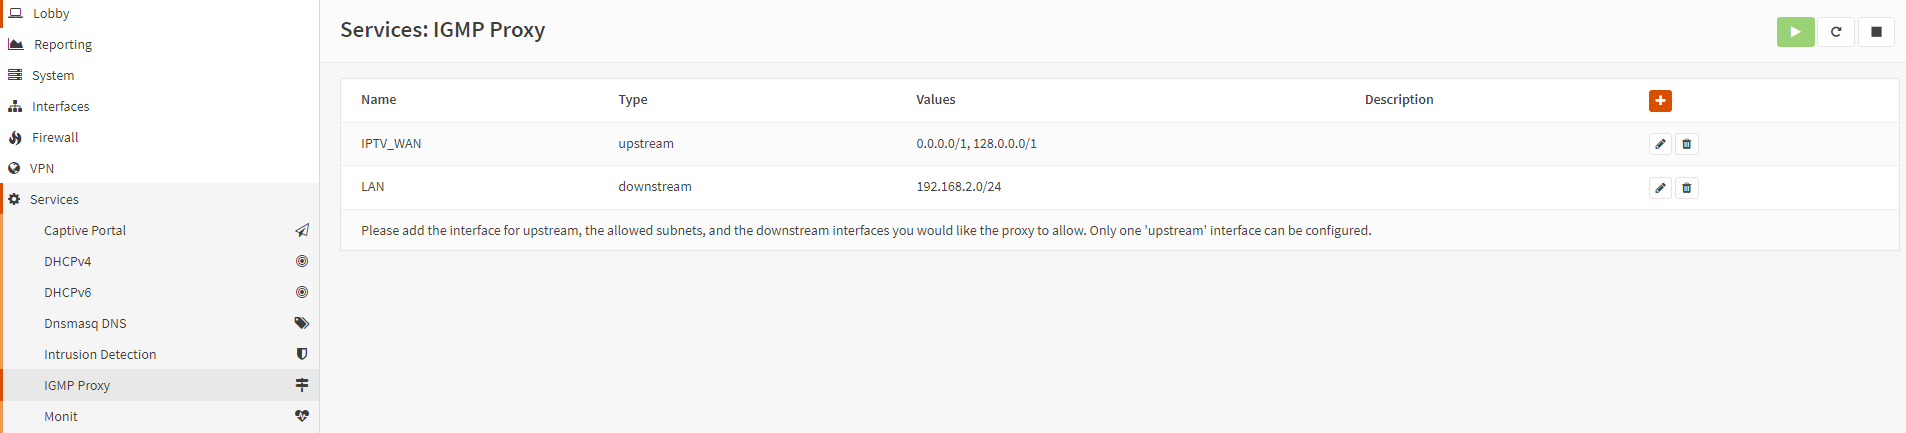 Lobby
Reporting
System
Interfaces
Firewall
VPN
Services
Captive Portal
DHCPv4
DHCPv6
Dnsmasq DNS
Intrusion Detection
IGMP Proxy
Monit
Services: IGMP Proxy
Name Type Values Description
IPTV_WAN upstream 0.0.0.0/1, 128.0.0.0/1
LAN downstream 192.168.2.0/24
Please add the interface for upstream, the allowed subnets, and the downstream interfaces you would like the proxy to allow. Only one 'upstream' interface can be configured.